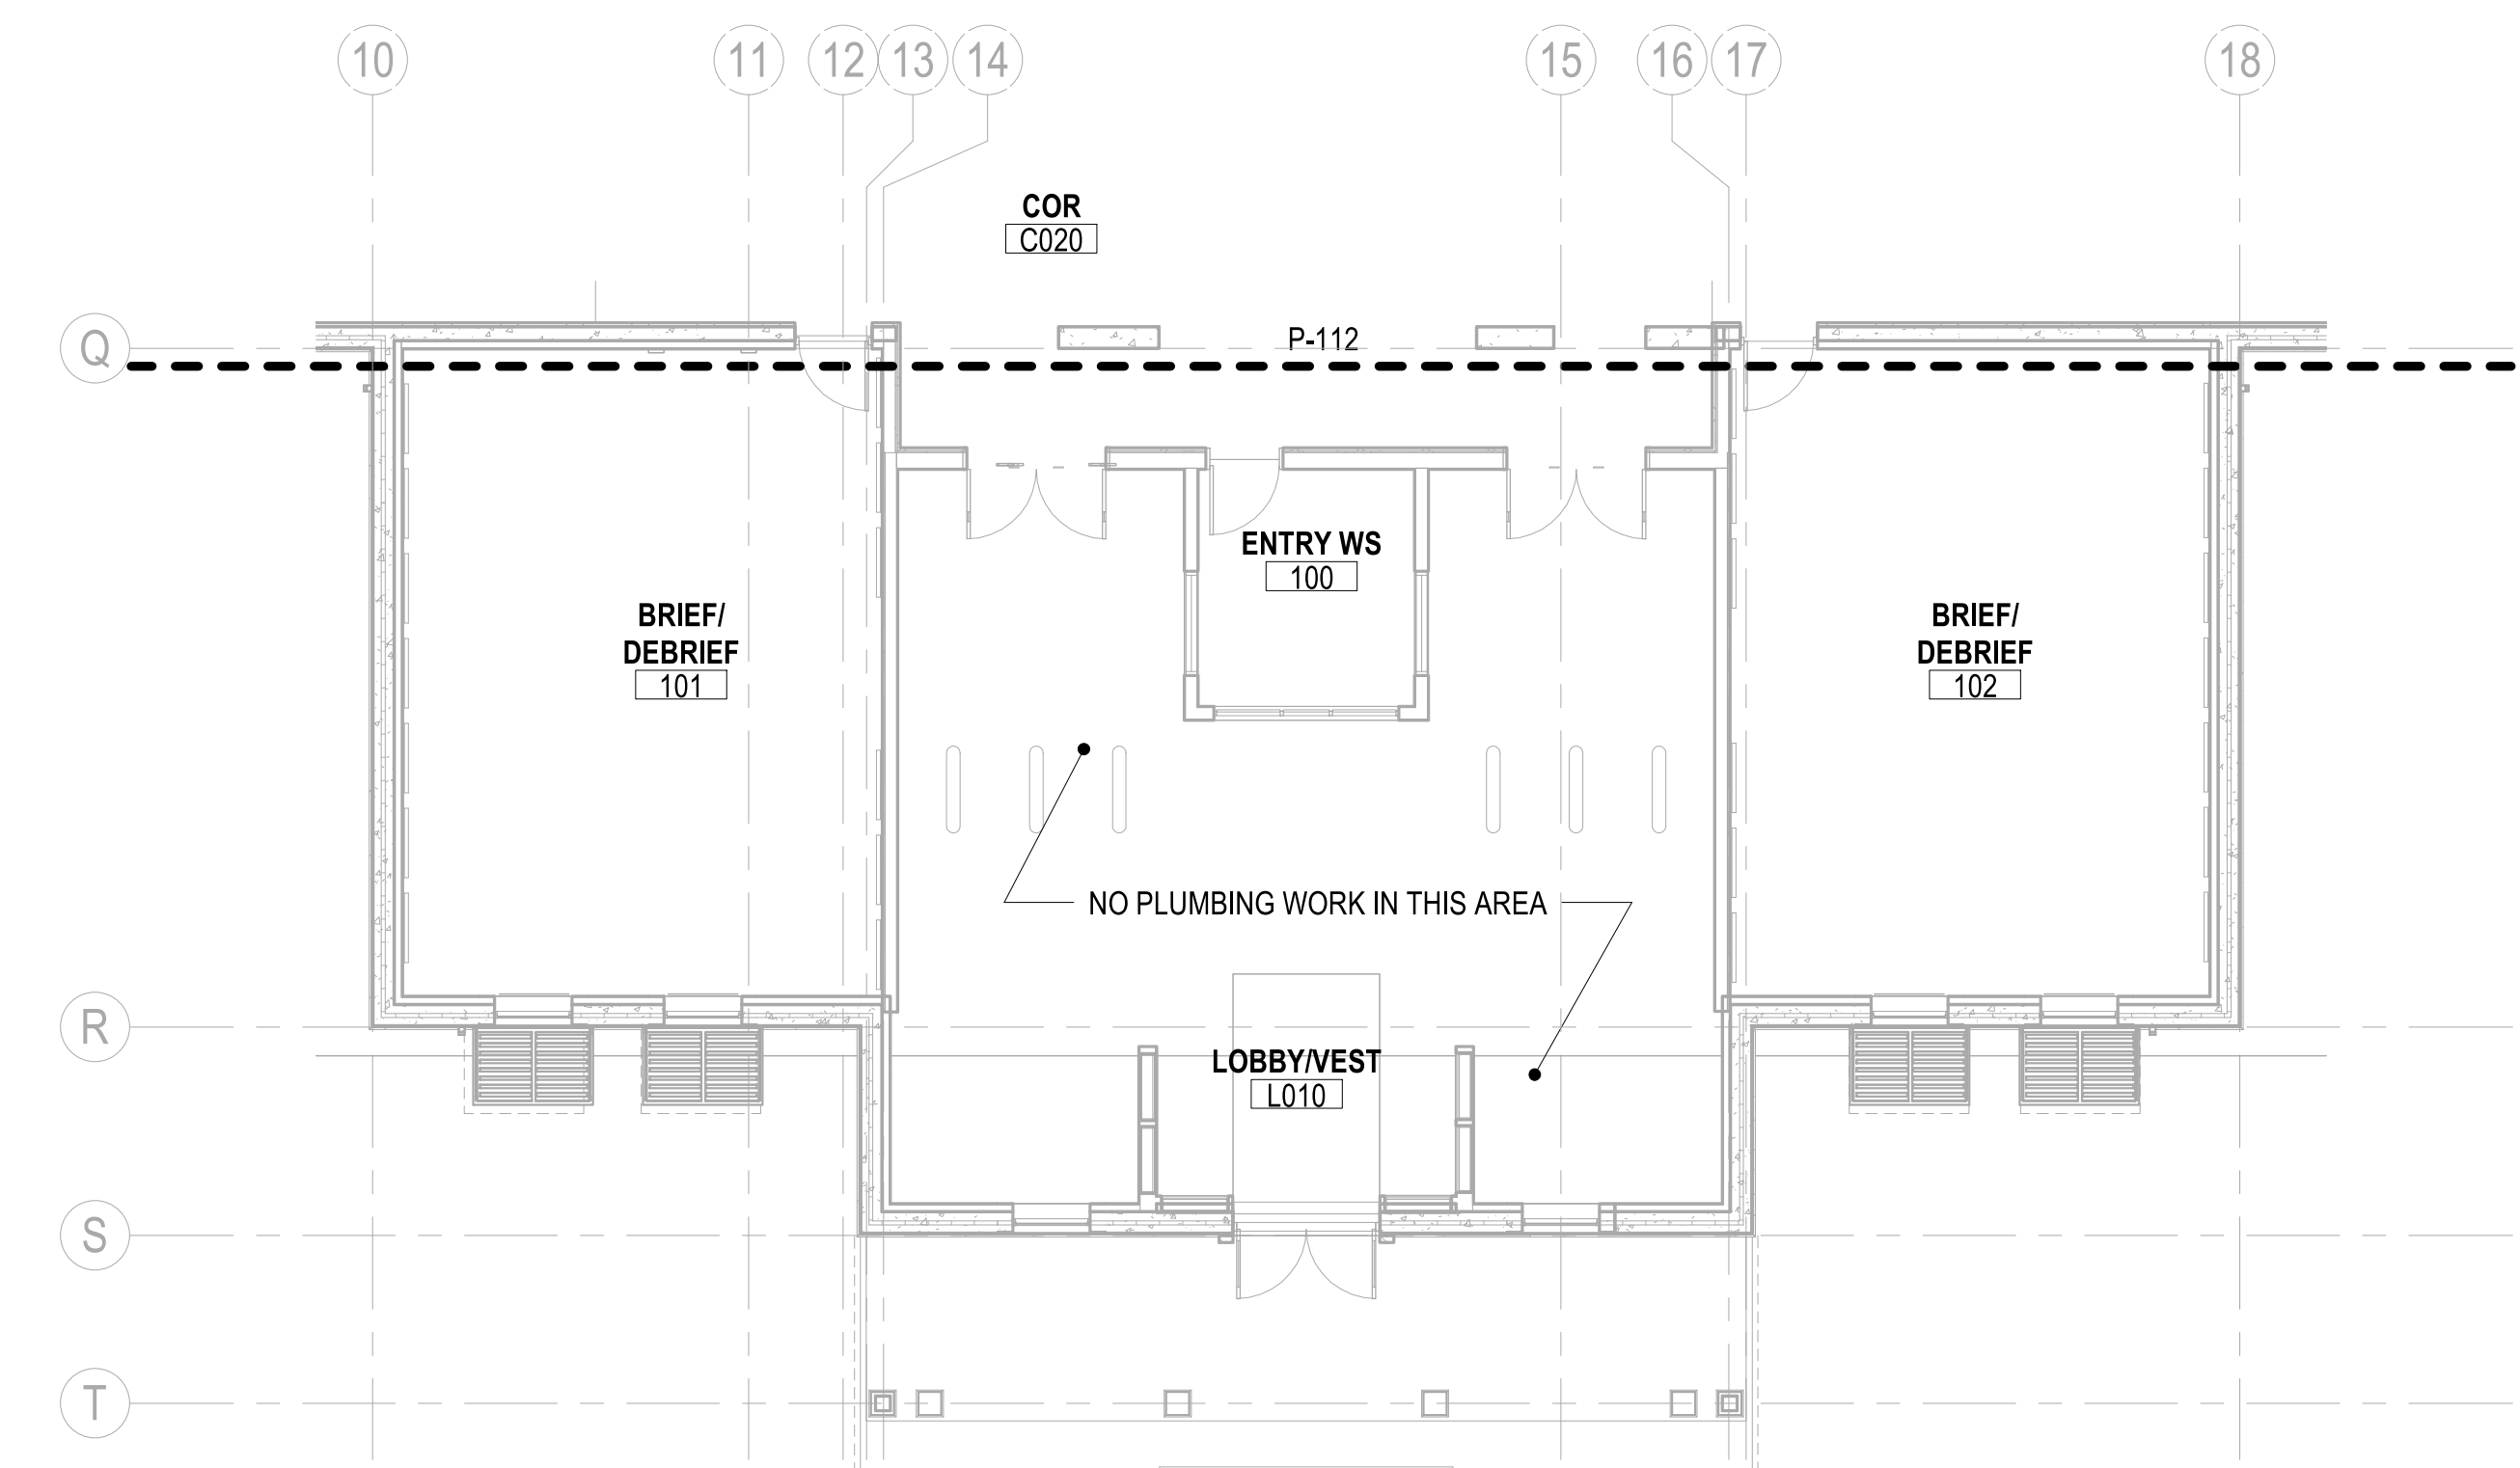 10
11
12
13
14
15
16
17
18
COR
C020
Q
P-112
ENTRY WS
100
BRIEF/
DEBRIEF
101
BRIEF/
DEBRIEF
102
NO PLUMBING WORK IN THIS AREA
R
LOBBY/VEST
L010
S
T